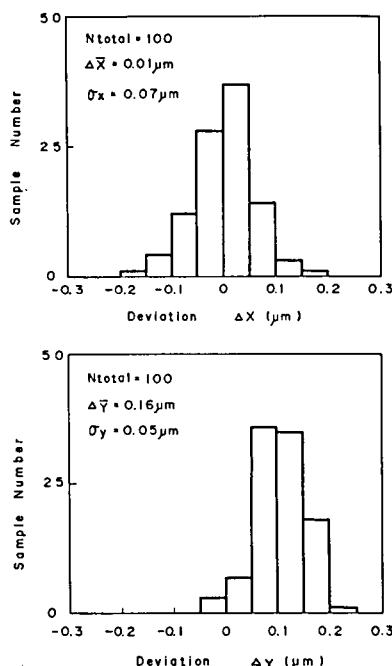 50
Ntotal = 100
ΔX̄ = 0.01μm
σx = 0.07μm
25
Sample Number
0
-0.3 -0.2 -0.1 0 0.1 0.2 0.3
Deviation ΔX (μm)
50
Ntotal = 100
ΔȲ = 0.16μm
σy = 0.05μm
25
Sample Number
0
-0.3 -0.2 -0.1 0 0.1 0.2 0.3
Deviation ΔY (μm)